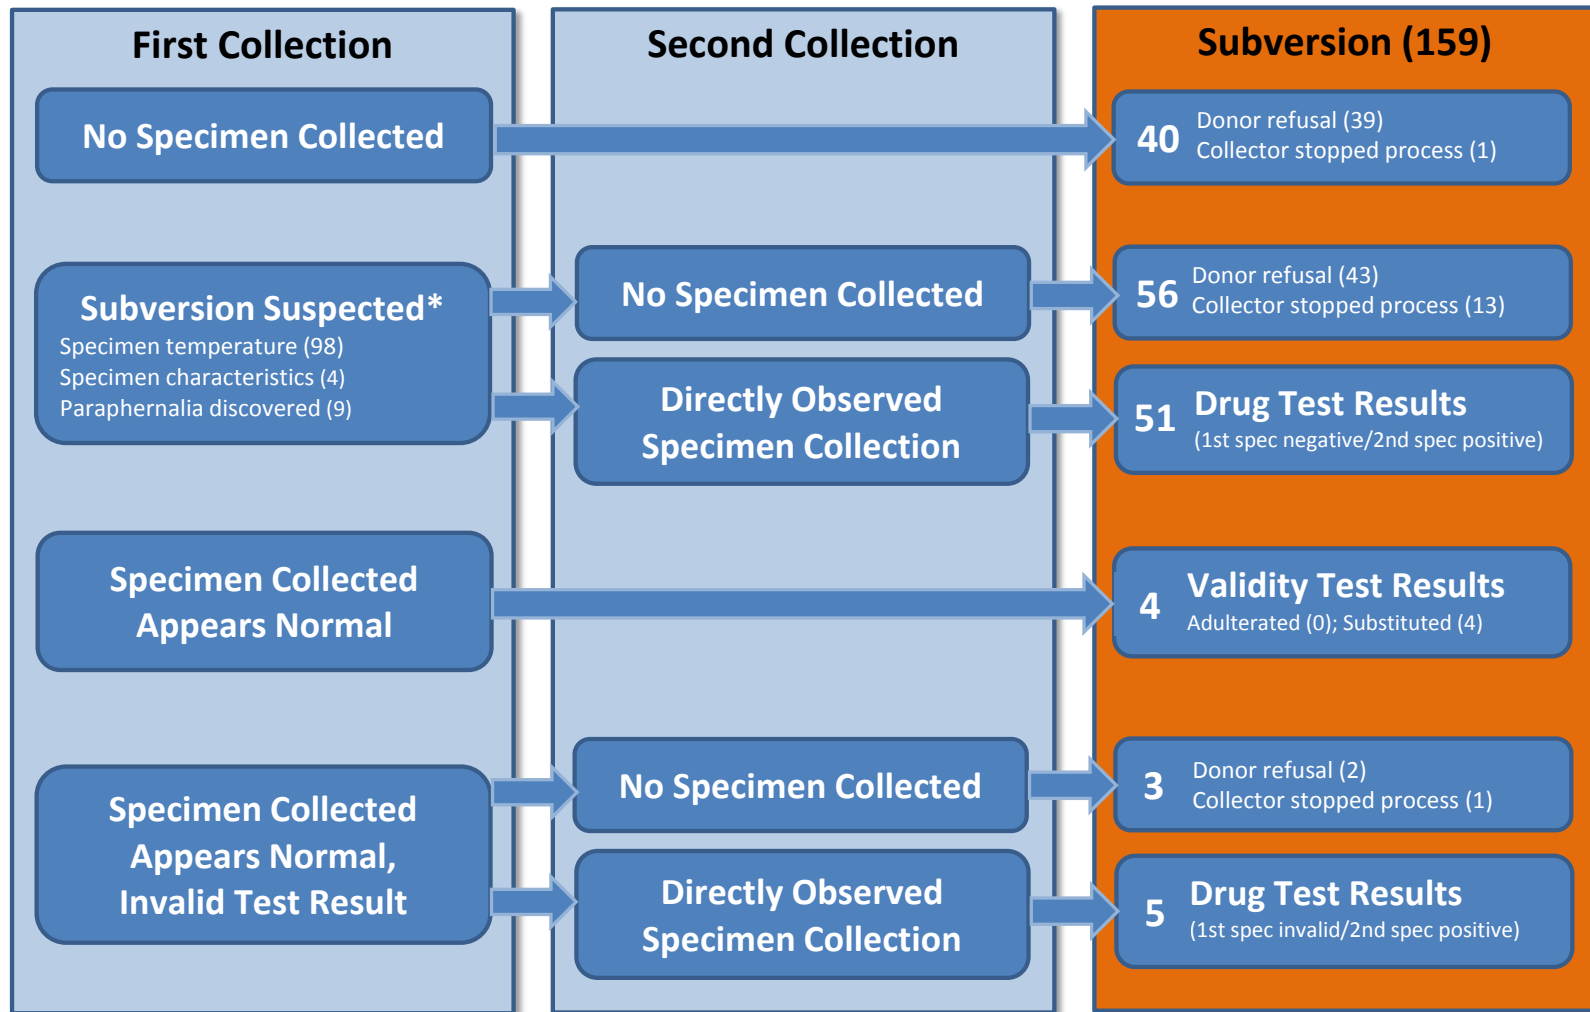 First Collection
Second Collection
Subversion (159)
No Specimen Collected
40
Donor refusal (39)
Collector stopped process (1)
Subversion Suspected*
Specimen temperature (98)
Specimen characteristics (4)
Paraphernalia discovered (9)
No Specimen Collected
56
Donor refusal (43)
Collector stopped process (13)
Directly Observed
Specimen Collection
51
Drug Test Results
(1st spec negative/2nd spec positive)
Specimen Collected
Appears Normal
4
Validity Test Results
Adulterated (0); Substituted (4)
Specimen Collected
Appears Normal,
Invalid Test Result
No Specimen Collected
3
Donor refusal (2)
Collector stopped process (1)
Directly Observed
Specimen Collection
5
Drug Test Results
(1st spec invalid/2nd spec positive)